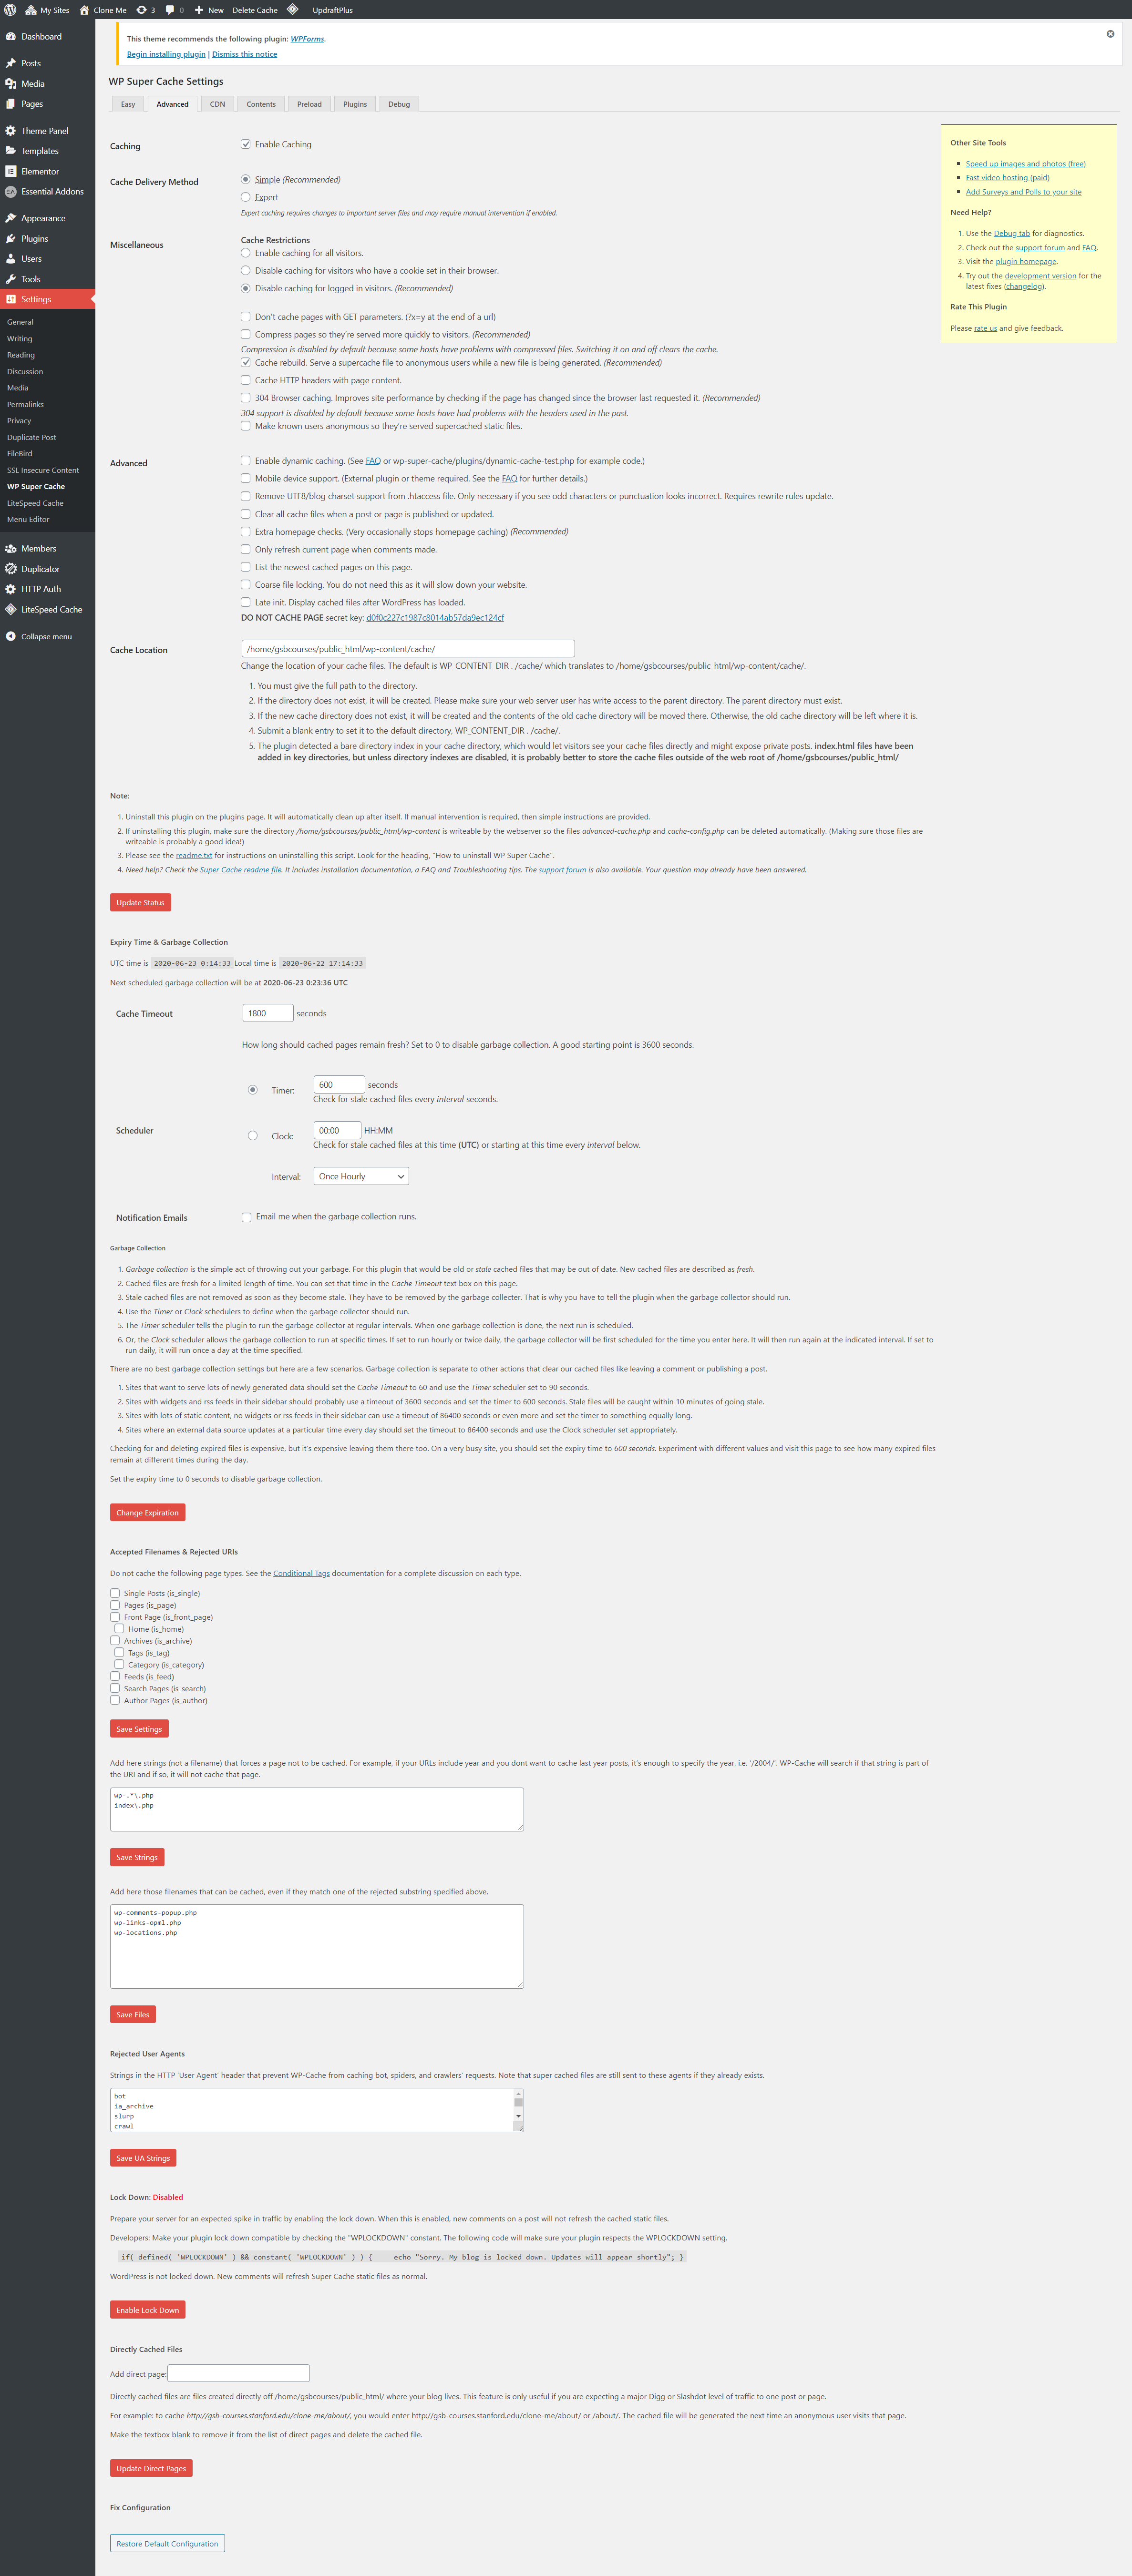 My Sites
Clone Me
3
0
New
Delete Cache
UpdraftPlus
Dashboard
Posts
Media
Pages
Theme Panel
Templates
Elementor
Essential Addons
Appearance
Plugins
Users
Tools
Settings
General
Writing
Reading
Discussion
Media
Permalinks
Privacy
Duplicate Post
FileBird
SSL Insecure Content
WP Super Cache
LiteSpeed Cache
Menu Editor
Members
Duplicator
HTTP Auth
LiteSpeed Cache
Collapse menu
This theme recommends the following plugin: WPForms.
Begin installing plugin | Dismiss this notice
WP Super Cache Settings
Easy
Advanced
CDN
Contents
Preload
Plugins
Debug
Caching
Enable Caching
Cache Delivery Method
Simple (Recommended)
Expert
Expert caching requires changes to important server files and may require manual intervention if enabled.
Miscellaneous
Cache Restrictions
Enable caching for all visitors.
Disable caching for visitors who have a cookie set in their browser.
Disable caching for logged in visitors. (Recommended)
Don't cache pages with GET parameters. (?x=y at the end of a url)
Compress pages so they're served more quickly to visitors. (Recommended)
Compression is disabled by default because some hosts have problems with compressed files. Switching it on and off clears the cache.
Cache rebuild. Serve a supercache file to anonymous users while a new file is being generated. (Recommended)
Cache HTTP headers with page content.
304 Browser caching. Improves site performance by checking if the page has changed since the browser last requested it. (Recommended)
304 support is disabled by default because some hosts have had problems with the headers used in the past.
Make known users anonymous so they're served supercached static files.
Advanced
Enable dynamic caching. (See FAQ or wp-super-cache/plugins/dynamic-cache-test.php for example code.)
Mobile device support. (External plugin or theme required. See the FAQ for further details.)
Remove UTF8/blog charset support from .htaccess file. Only necessary if you see odd characters or punctuation looks incorrect. Requires rewrite rules update.
Clear all cache files when a post or page is published or updated.
Extra homepage checks. (Very occasionally stops homepage caching) (Recommended)
Only refresh current page when comments made.
List the newest cached pages on this page.
Coarse file locking. You do not need this as it will slow down your website.
Late init. Display cached files after WordPress has loaded.
DO NOT CACHE PAGE secret key: d0f0c227c1987c8014ab57da9ec124cf
Cache Location
/home/gsbcourses/public_html/wp-content/cache/
Change the location of your cache files. The default is WP_CONTENT_DIR . /cache/ which translates to /home/gsbcourses/public_html/wp-content/cache/.
1. You must give the full path to the directory.
2. If the directory does not exist, it will be created. Please make sure your web server user has write access to the parent directory. The parent directory must exist.
3. If the new cache directory does not exist, it will be created and the contents of the old cache directory will be moved there. Otherwise, the old cache directory will be left where it is.
4. Submit a blank entry to set it to the default directory, WP_CONTENT_DIR . /cache/.
5. The plugin detected a bare directory index in your cache directory, which would let visitors see your cache files directly and might expose private posts. index.html files have been
added in key directories, but unless directory indexes are disabled, it is probably better to store the cache files outside of the web root of /home/gsbcourses/public_html/
Other Site Tools
Speed up images and photos (free)
Fast video hosting (paid)
Add Surveys and Polls to your site
Need Help?
1. Use the Debug tab for diagnostics.
2. Check out the support forum and FAQ.
3. Visit the plugin homepage.
4. Try out the development version for the
latest fixes (changelog).
Rate This Plugin
Please rate us and give feedback.
Note:
1. Uninstall this plugin on the plugins page. It will automatically clean up after itself. If manual intervention is required, then simple instructions are provided.
2. If uninstalling this plugin, make sure the directory /home/gsbcourses/public_html/wp-content is writeable by the webserver so the files advanced-cache.php and cache-config.php can be deleted automatically. (Making sure those files are
writeable is probably a good idea!)
3. Please see the readme.txt for instructions on uninstalling this script. Look for the heading, "How to uninstall WP Super Cache".
4. Need help? Check the Super Cache readme file. It includes installation documentation, a FAQ and Troubleshooting tips. The support forum is also available. Your question may already have been answered.
Update Status
Expiry Time & Garbage Collection
UTC time is 2020-06-23 0:14:33 Local time is 2020-06-22 17:14:33
Next scheduled garbage collection will be at 2020-06-23 0:23:36 UTC
Cache Timeout
1800 seconds
How long should cached pages remain fresh? Set to 0 to disable garbage collection. A good starting point is 3600 seconds.
Scheduler
Timer: 600 seconds
Check for stale cached files every interval seconds.
Clock: 00:00 HH:MM
Check for stale cached files at this time (UTC) or starting at this time every interval below.
Interval: Once Hourly
Notification Emails
Email me when the garbage collection runs.
Garbage Collection
1. Garbage collection is the simple act of throwing out your garbage. For this plugin that would be old or stale cached files that may be out of date. New cached files are described as fresh.
2. Cached files are fresh for a limited length of time. You can set that time in the Cache Timeout text box on this page.
3. Stale cached files are not removed as soon as they become stale. They have to be removed by the garbage collecter. That is why you have to tell the plugin when the garbage collector should run.
4. Use the Timer or Clock schedulers to define when the garbage collector should run.
5. The Timer scheduler tells the plugin to run the garbage collector at regular intervals. When one garbage collection is done, the next run is scheduled.
6. Or, the Clock scheduler allows the garbage collection to run at specific times. If set to run hourly or twice daily, the garbage collector will be first scheduled for the time you enter here. It will then run again at the indicated interval. If set to
run daily, it will run once a day at the time specified.
There are no best garbage collection settings but here are a few scenarios. Garbage collection is separate to other actions that clear our cached files like leaving a comment or publishing a post.
1. Sites that want to serve lots of newly generated data should set the Cache Timeout to 60 and use the Timer scheduler set to 90 seconds.
2. Sites with widgets and rss feeds in their sidebar should probably use a timeout of 3600 seconds and set the timer to 600 seconds. Stale files will be caught within 10 minutes of going stale.
3. Sites with lots of static content, no widgets or rss feeds in their sidebar can use a timeout of 86400 seconds or even more and set the timer to something equally long.
4. Sites where an external data source updates at a particular time every day should set the timeout to 86400 seconds and use the Clock scheduler set appropriately.
Checking for and deleting expired files is expensive, but it's expensive leaving them there too. On a very busy site, you should set the expiry time to 600 seconds. Experiment with different values and visit this page to see how many expired files
remain at different times during the day.
Set the expiry time to 0 seconds to disable garbage collection.
Change Expiration
Accepted Filenames & Rejected URIs
Do not cache the following page types. See the Conditional Tags documentation for a complete discussion on each type.
Single Posts (is_single)
Pages (is_page)
Front Page (is_front_page)
Home (is_home)
Archives (is_archive)
Tags (is_tag)
Category (is_category)
Feeds (is_feed)
Search Pages (is_search)
Author Pages (is_author)
Save Settings
Add here strings (not a filename) that forces a page not to be cached. For example, if your URLs include year and you dont want to cache last year posts, it's enough to specify the year, i.e. '/2004/'. WP-Cache will search if that string is part of
the URI and if so, it will not cache that page.
wp-.*\.php
index\.php
Save Strings
Add here those filenames that can be cached, even if they match one of the rejected substring specified above.
wp-comments-popup.php
wp-links-opml.php
wp-locations.php
Save Files
Rejected User Agents
Strings in the HTTP 'User Agent' header that prevent WP-Cache from caching bot, spiders, and crawlers' requests. Note that super cached files are still sent to these agents if they already exists.
bot
ia_archive
slurp
crawl
Save UA Strings
Lock Down: Disabled
Prepare your server for an expected spike in traffic by enabling the lock down. When this is enabled, new comments on a post will not refresh the cached static files.
Developers: Make your plugin lock down compatible by checking the "WPLOCKDOWN" constant. The following code will make sure your plugin respects the WPLOCKDOWN setting.
if( defined( 'WPLOCKDOWN' ) && constant( 'WPLOCKDOWN' ) ) { echo "Sorry. My blog is locked down. Updates will appear shortly"; }
WordPress is not locked down. New comments will refresh Super Cache static files as normal.
Enable Lock Down
Directly Cached Files
Add direct page:
Directly cached files are files created directly off /home/gsbcourses/public_html/ where your blog lives. This feature is only useful if you are expecting a major Digg or Slashdot level of traffic to one post or page.
For example: to cache http://gsb-courses.stanford.edu/clone-me/about/, you would enter http://gsb-courses.stanford.edu/clone-me/about/ or /about/. The cached file will be generated the next time an anonymous user visits that page.
Make the textbox blank to remove it from the list of direct pages and delete the cached file.
Update Direct Pages
Fix Configuration
Restore Default Configuration